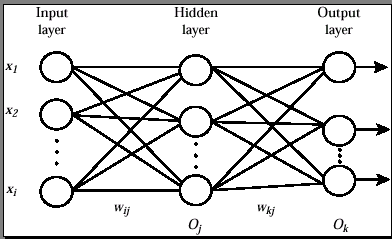 Input layer
Hidden layer
Output layer
x1
x2
xi
wij
wkj
Oj
Ok